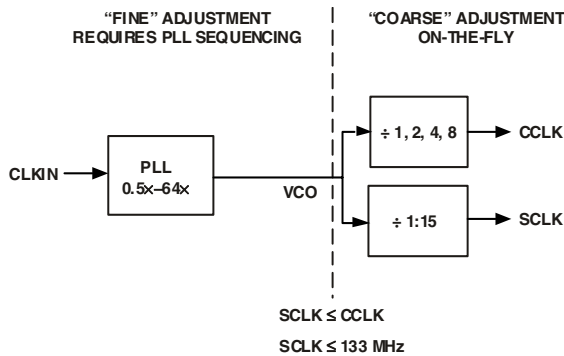 “FINE” ADJUSTMENT
REQUIRES PLL SEQUENCING
“COARSE” ADJUSTMENT
ON-THE-FLY
CLKIN
PLL
0.5×–64×
VCO
÷ 1, 2, 4, 8
CCLK
÷ 1:15
SCLK
SCLK ≤ CCLK
SCLK ≤ 133 MHz